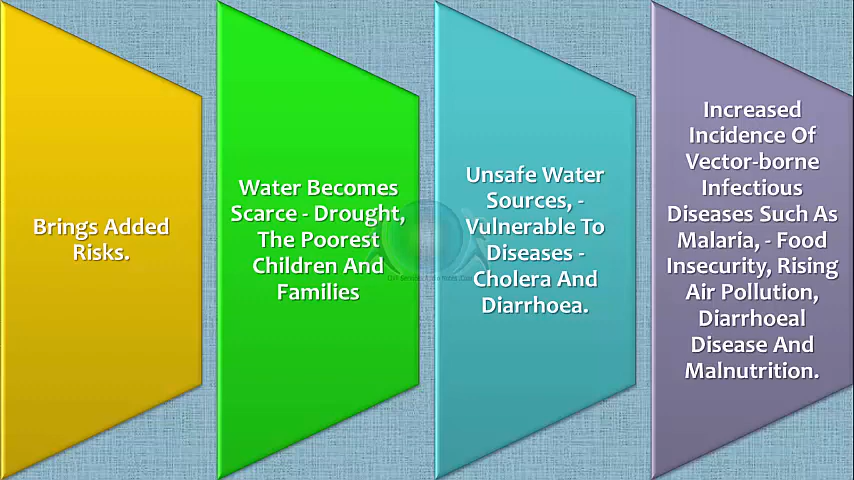 Brings Added
Risks.
Water Becomes
Scarce - Drought,
The Poorest
Children And
Families
Unsafe Water
Sources, -
Vulnerable To
Diseases -
Cholera And
Diarrhoea.
Increased
Incidence Of
Vector-borne
Infectious
Diseases Such As
Malaria, - Food
Insecurity, Rising
Air Pollution,
Diarrhoeal
Disease And
Malnutrition.